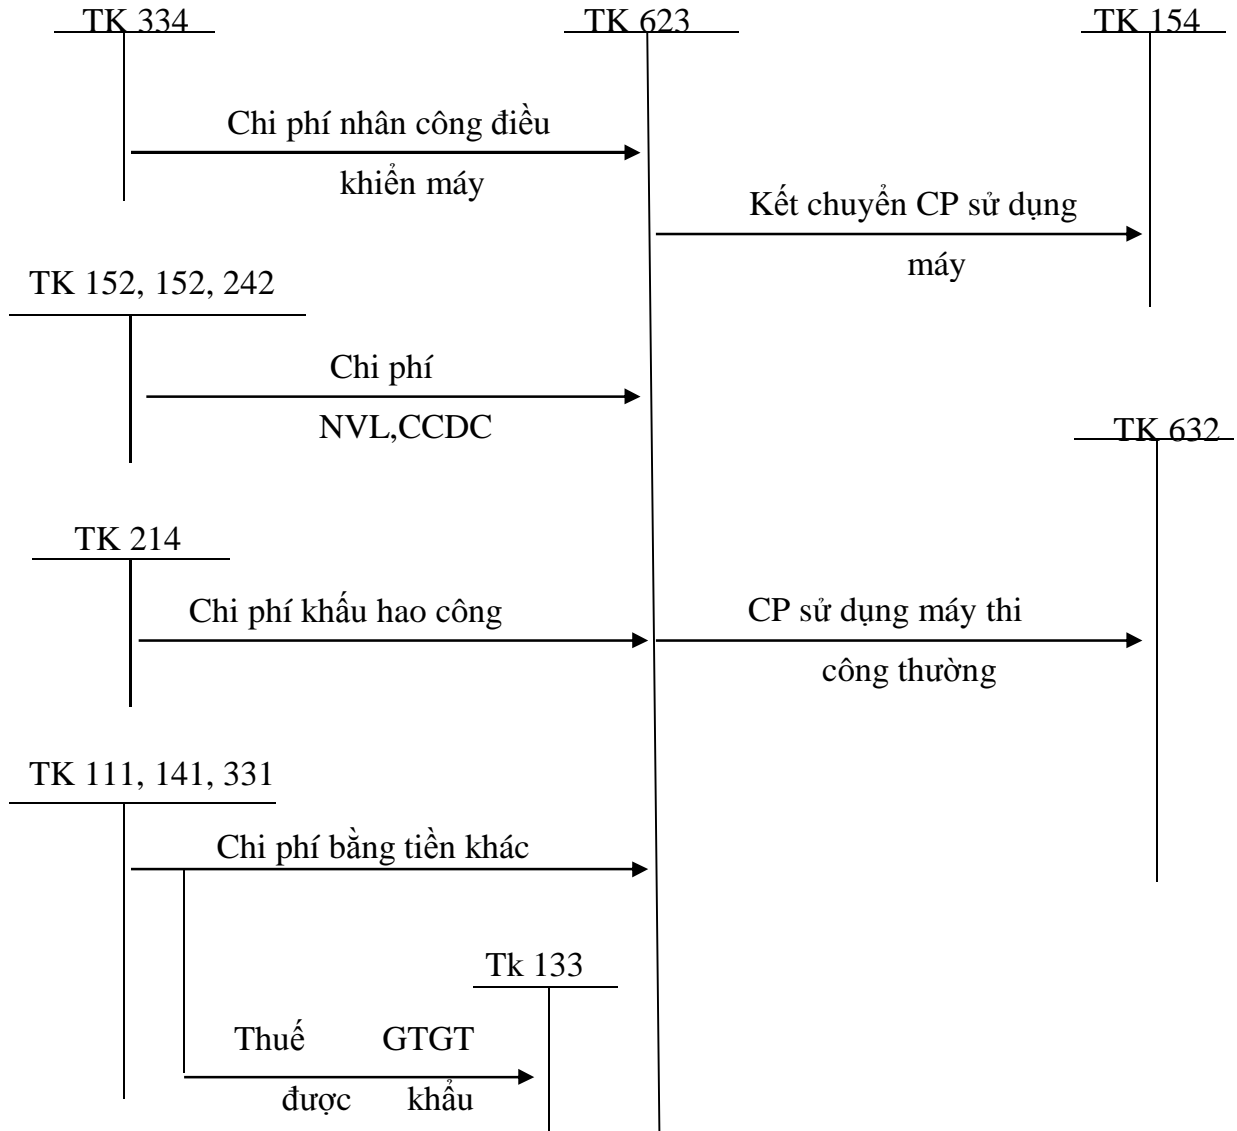 TK 334
TK 623
TK 154
Chi phí nhân công điều
khiển máy
Kết chuyển CP sử dụng
máy
TK 152, 152, 242
Chi phí
NVL,CCDC
TK 632
TK 214
Chi phí khấu hao công
CP sử dụng máy thi
công thường
TK 111, 141, 331
Chi phí bằng tiền khác
Tk 133
Thuế GTGT
được khẩu